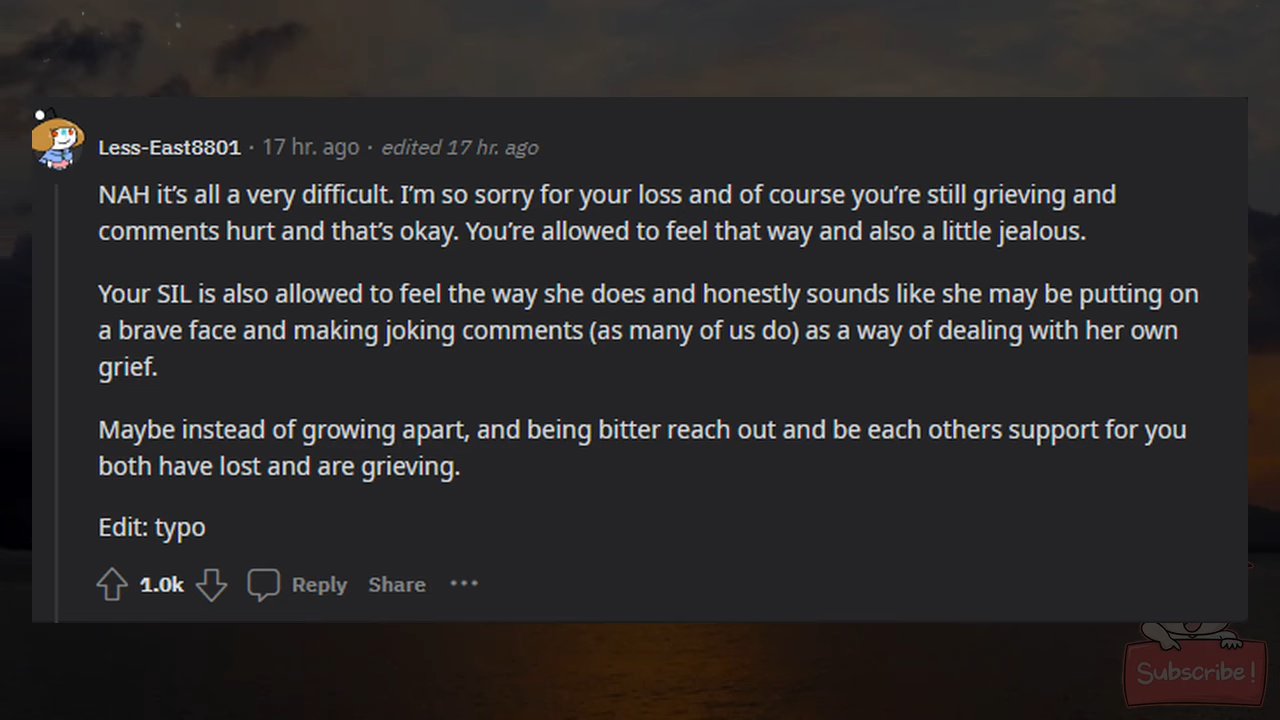 Less-East8801 · 17 hr. ago · edited 17 hr. ago
NAH it’s all a very difficult. I’m so sorry for your loss and of course you’re still grieving and
comments hurt and that’s okay. You’re allowed to feel that way and also a little jealous.
Your SIL is also allowed to feel the way she does and honestly sounds like she may be putting on
a brave face and making joking comments (as many of us do) as a way of dealing with her own
grief.
Maybe instead of growing apart, and being bitter reach out and be each others support for you
both have lost and are grieving.
Edit: typo
1.0k Reply Share ···
Subscribe!